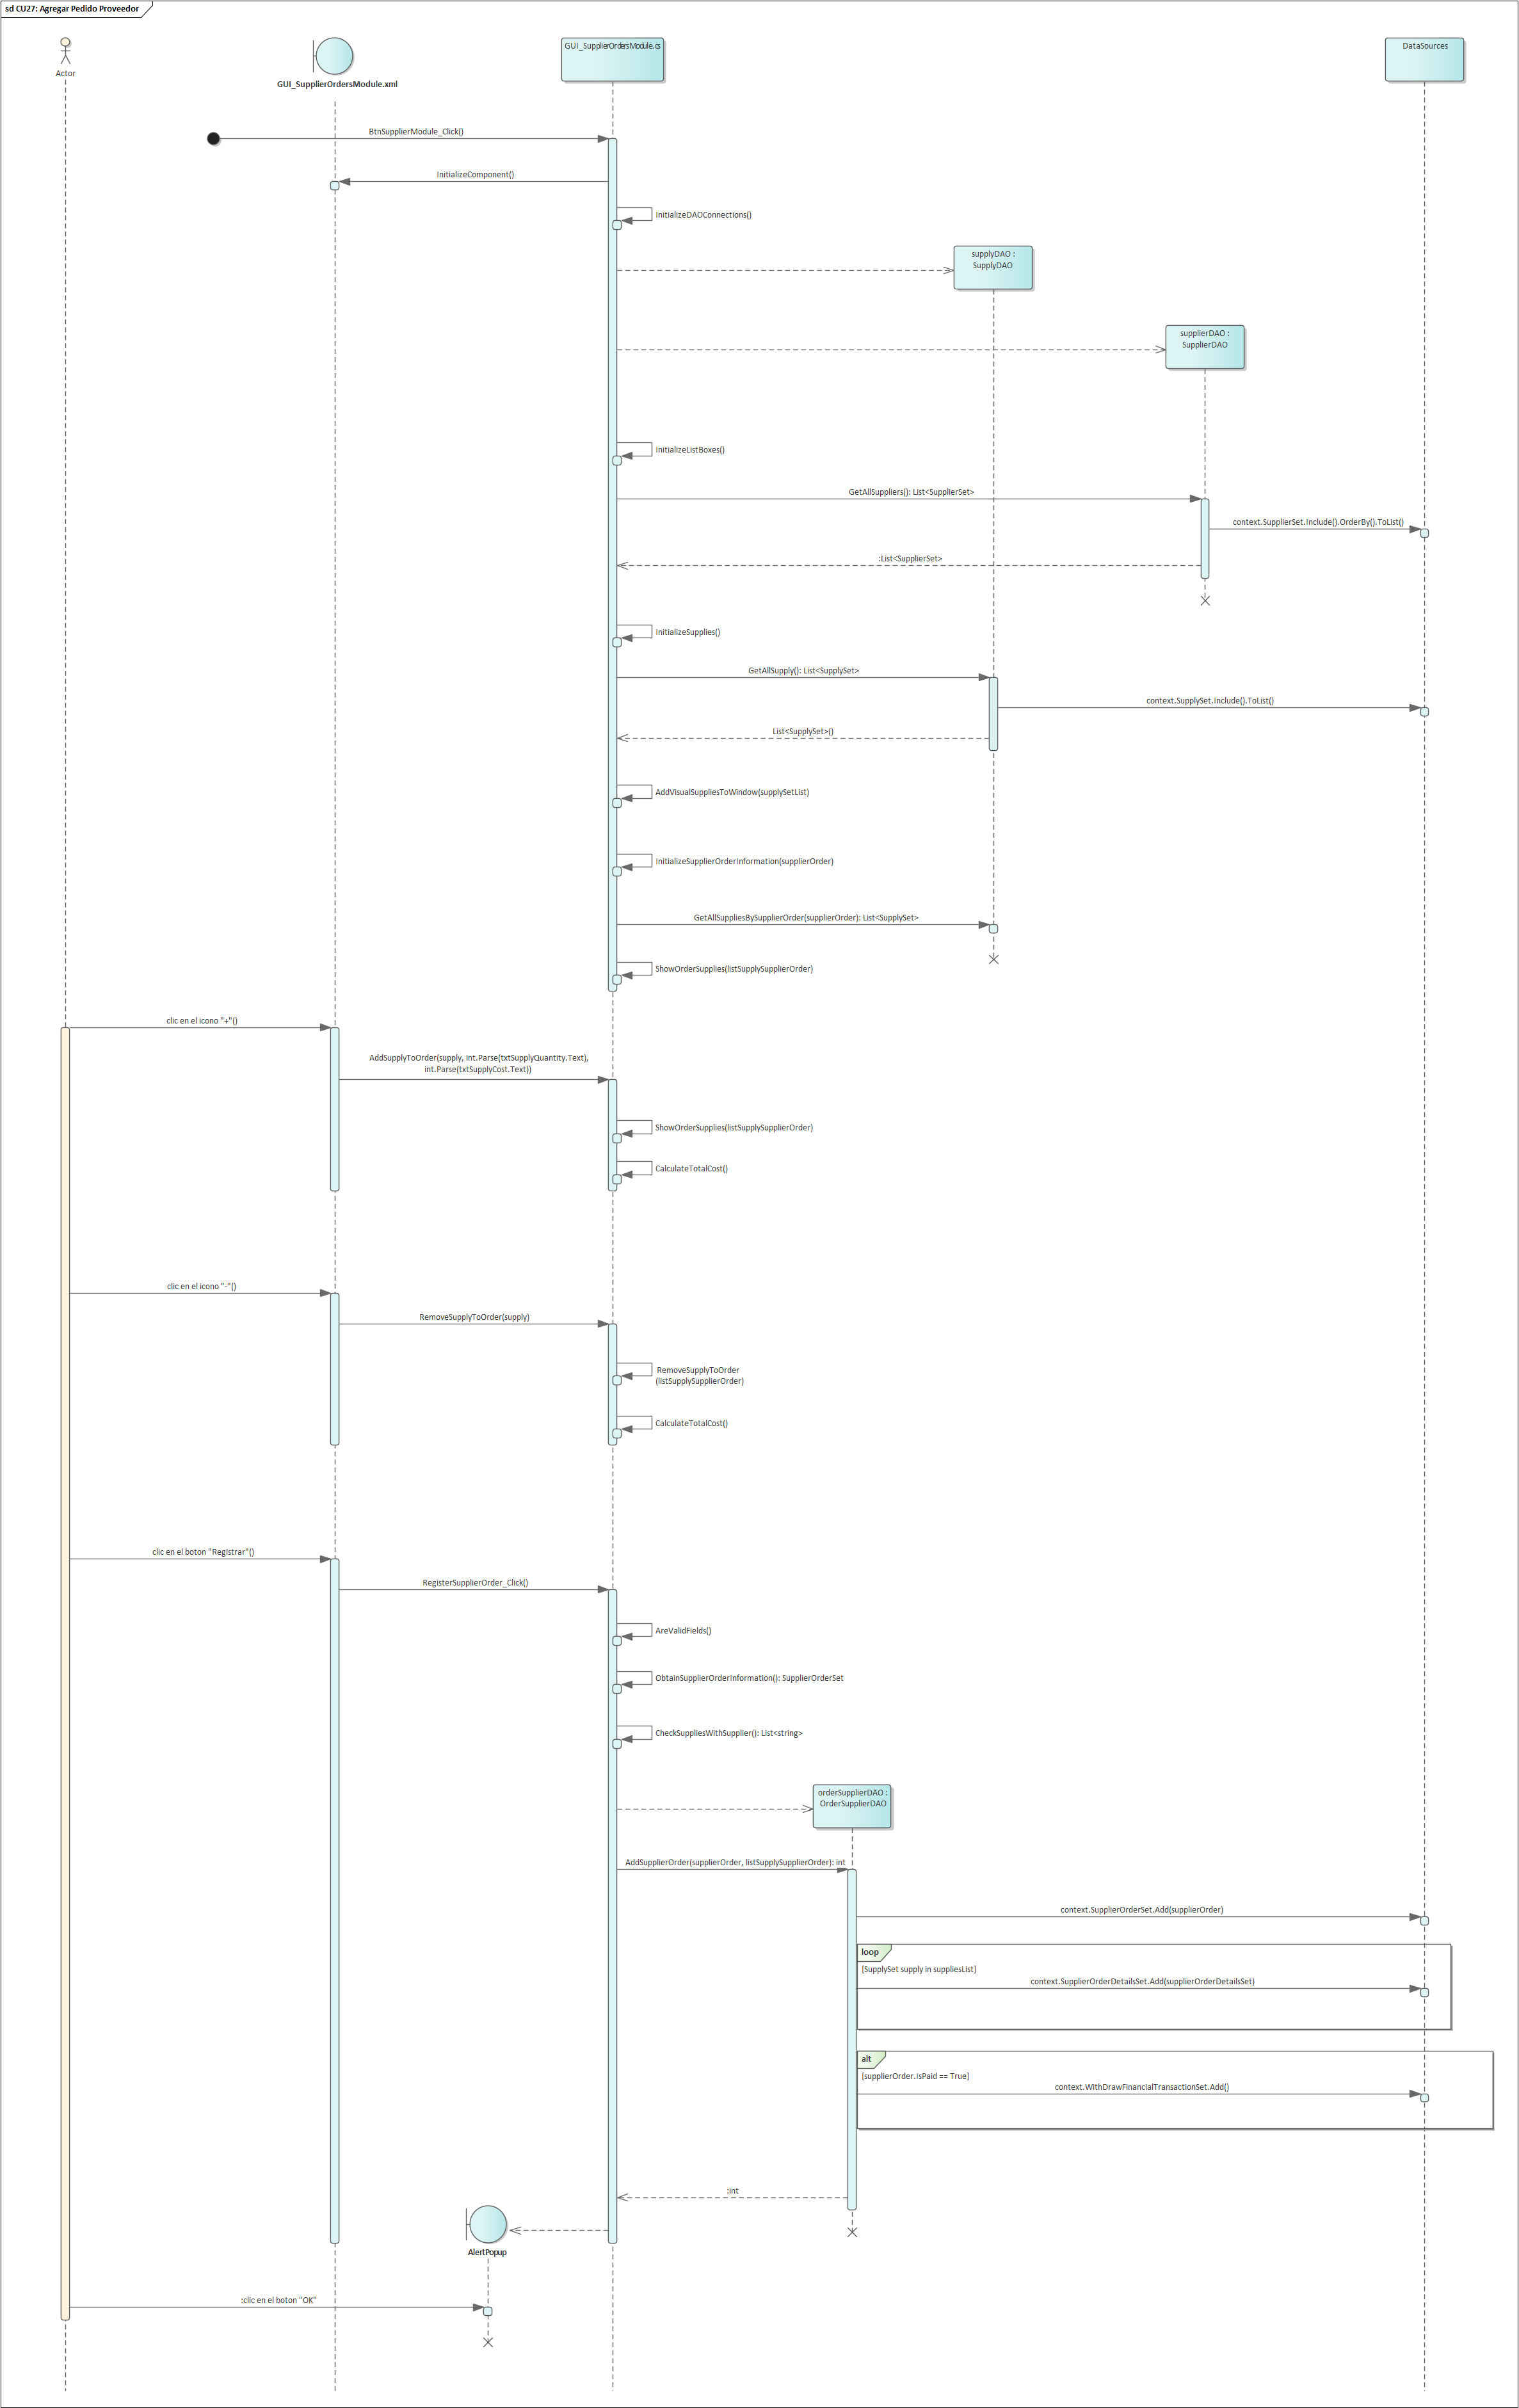 sd CU27: Agregar Pedido Proveedor
Actor
GUI_SupplierOrdersModule.xml
GUI_SupplierOrdersModule.cs
DataSources
BtnSupplierModule_Click()
InitializeComponent()
InitializeDAOConnections()
supplyDAO :
SupplyDAO
supplierDAO :
SupplierDAO
InitializeListBoxes()
GetAllSuppliers(): List<SupplierSet>
context.SupplierSet.Include().OrderBy().ToList()
:List<SupplierSet>
InitializeSupplies()
GetAllSupply(): List<SupplySet>
context.SupplySet.Include().ToList()
List<SupplySet>()
AddVisualSuppliesToWindow(supplySetList)
InitializeSupplierOrderInformation(supplierOrder)
GetAllSuppliesBySupplierOrder(supplierOrder): List<SupplySet>
ShowOrderSupplies(listSupplySupplierOrder)
clic en el icono "+"()
AddSupplyToOrder(supply, int.Parse(txtSupplyQuantity.Text),
int.Parse(txtSupplyCost.Text))
ShowOrderSupplies(listSupplySupplierOrder)
CalculateTotalCost()
clic en el icono "-"()
RemoveSupplyToOrder(supply)
RemoveSupplyToOrder
(listSupplySupplierOrder)
CalculateTotalCost()
clic en el boton "Registrar"()
RegisterSupplierOrder_Click()
AreValidFields()
ObtainSupplierOrderInformation(): SupplierOrderSet
CheckSuppliesWithSupplier(): List<string>
orderSupplierDAO :
OrderSupplierDAO
AddSupplierOrder(supplierOrder, listSupplySupplierOrder): int
context.SupplierOrderSet.Add(supplierOrder)
loop
[SupplySet supply in suppliesList]
context.SupplierOrderDetailsSet.Add(supplierOrderDetailsSet)
alt
[supplierOrder.IsPaid == True]
context.WithDrawFinancialTransactionSet.Add()
:int
AlertPopup
:clic en el boton "OK"